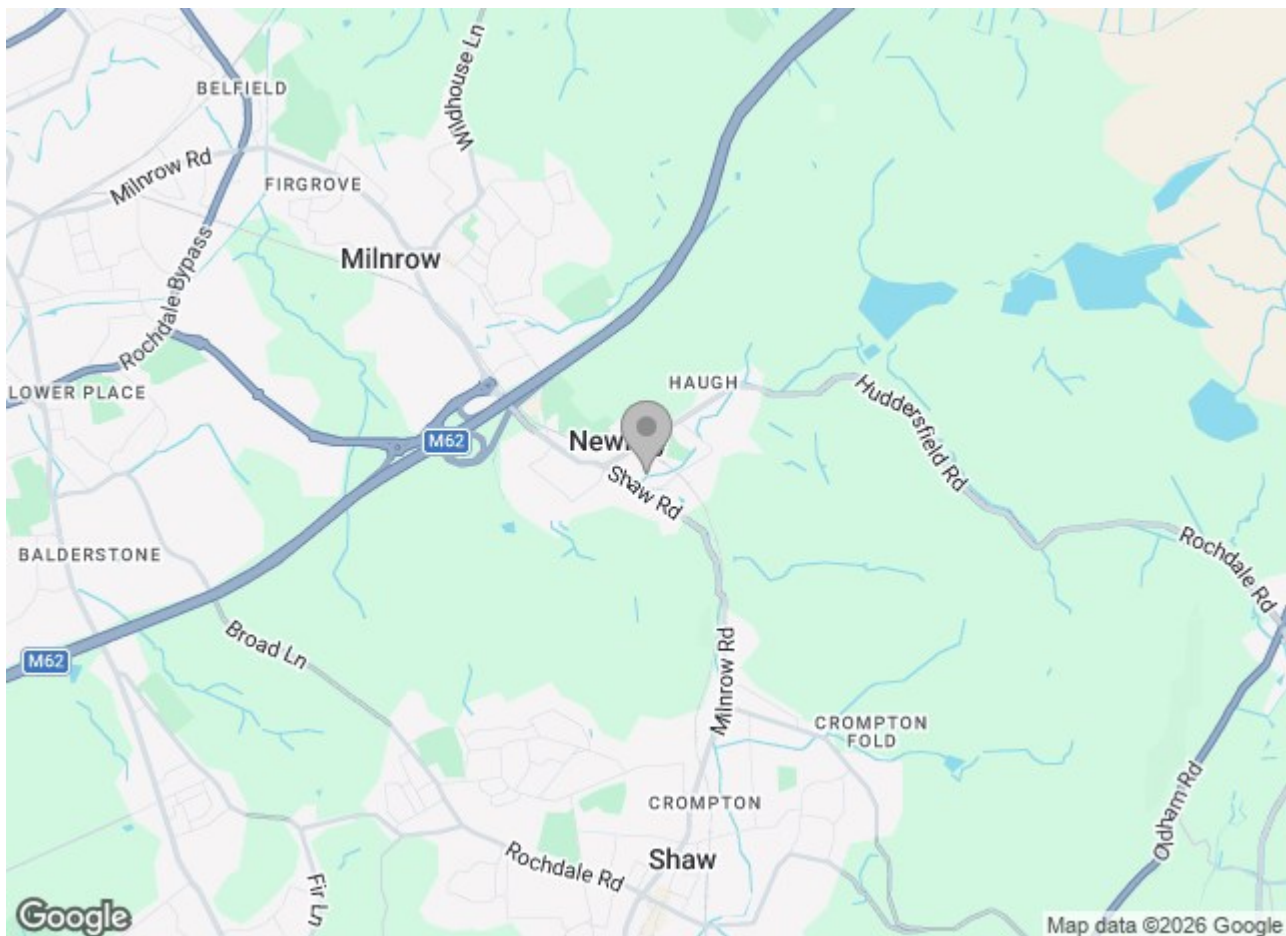 Wildhouse Ln
BELFIELD
Milnrow Rd
FIRGROVE
Milnrow
Rochdale Bypass
LOWER PLACE
HAUGH
Huddersfield Rd
M62
Shaw Rd
BALDERSTONE
Rochdale Rd
M62
Broad Ln
Milnrow Rd
CROMPTON
FOLD
CROMPTON
Oldham Rd
Shaw
Rochdale Rd
Fir Ln
Google
Map data ©2026 Google